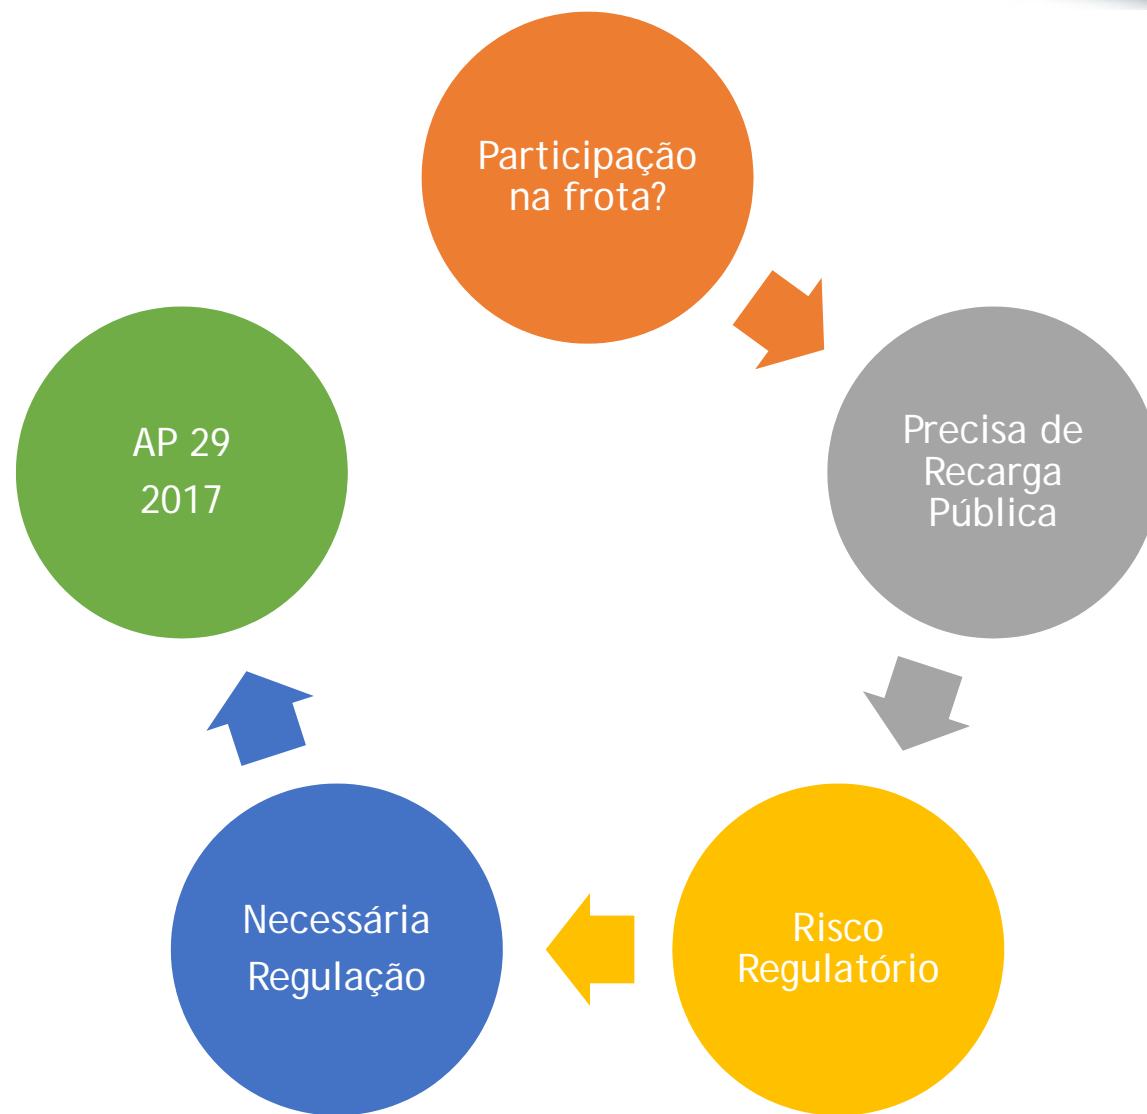 Participação
na frota?
Precisa de
Recarga
Pública
Risco
Regulatório
Necessária
Regulação
AP 29
2017